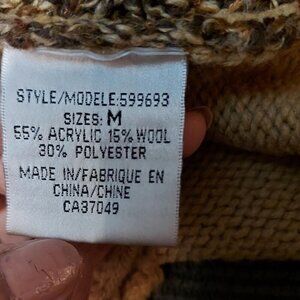 STYLE/MODELE:599693
SIZES: M
55% ACRYLIC 15% WOOL
30% POLYESTER
MADE IN/FABRIQUE EN
CHINA/CHINE
CA37049